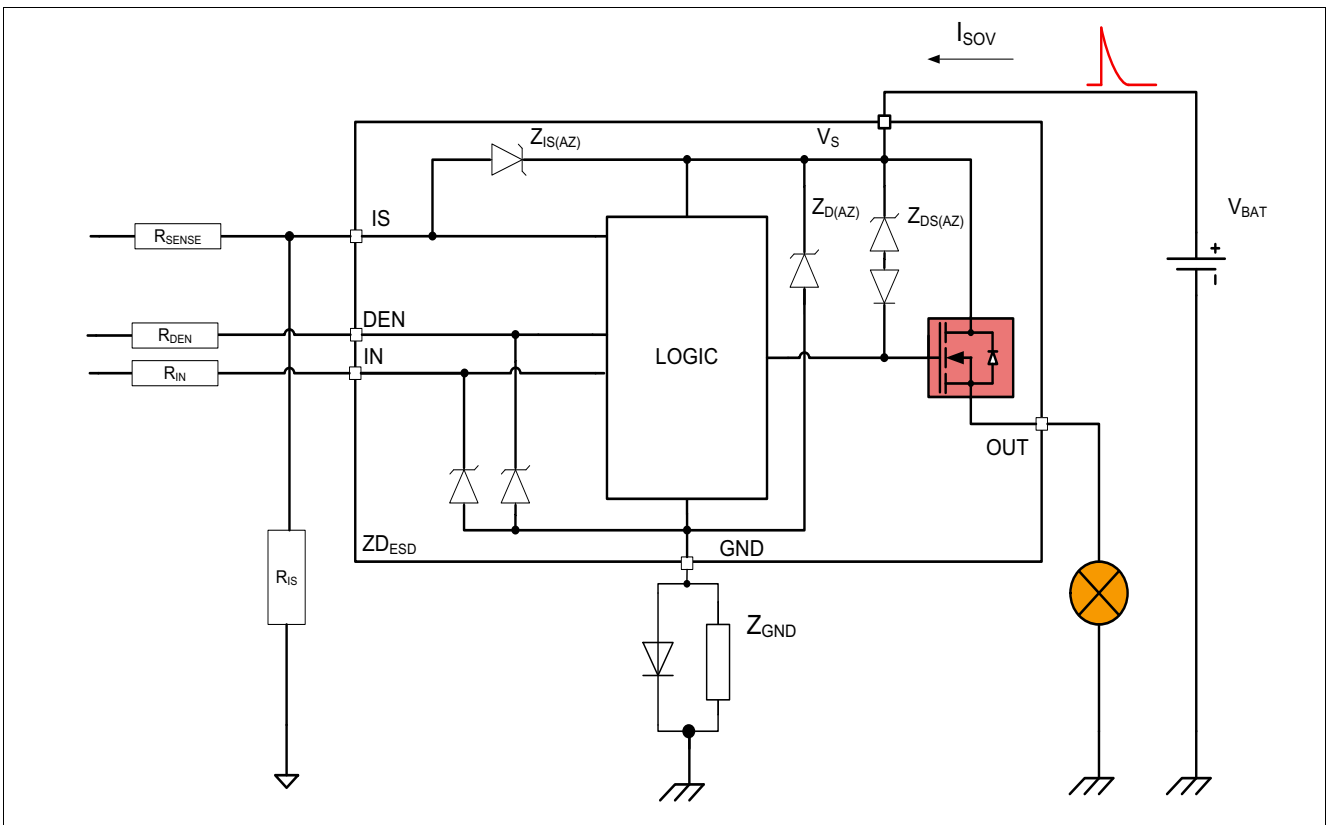 I_SOV
Z_IS(AZ)
V_S
IS
R_SENSE
Z_D(AZ)
Z_DS(AZ)
V_BAT
+
-
DEN
R_DEN
IN
R_IN
LOGIC
OUT
ZD_ESD
GND
R_IS
Z_GND